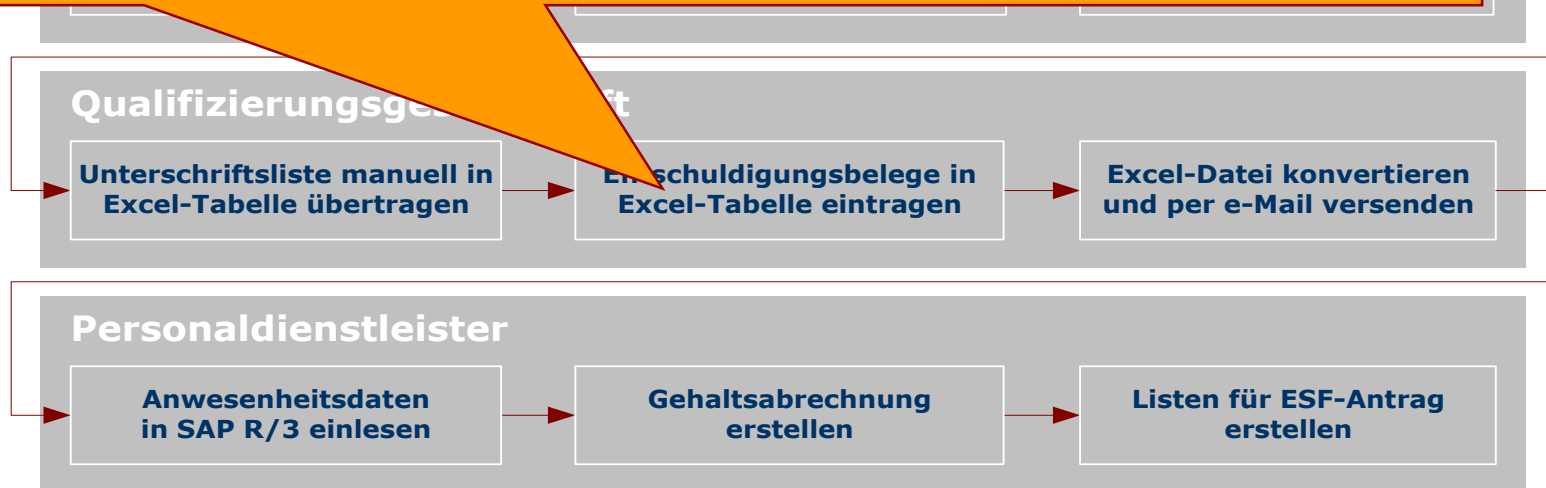 Qualifizierungsge ft
Unterschriftsliste manuell in
Excel-Tabelle übertragen
schuldigungsbelege in
Excel-Tabelle eintragen
Excel-Datei konvertieren
und per e-Mail versenden
Personaldienstleister
Anwesenheitsdaten
in SAP R/3 einlesen
Gehaltsabrechnung
erstellen
Listen für ESF-Antrag
erstellen